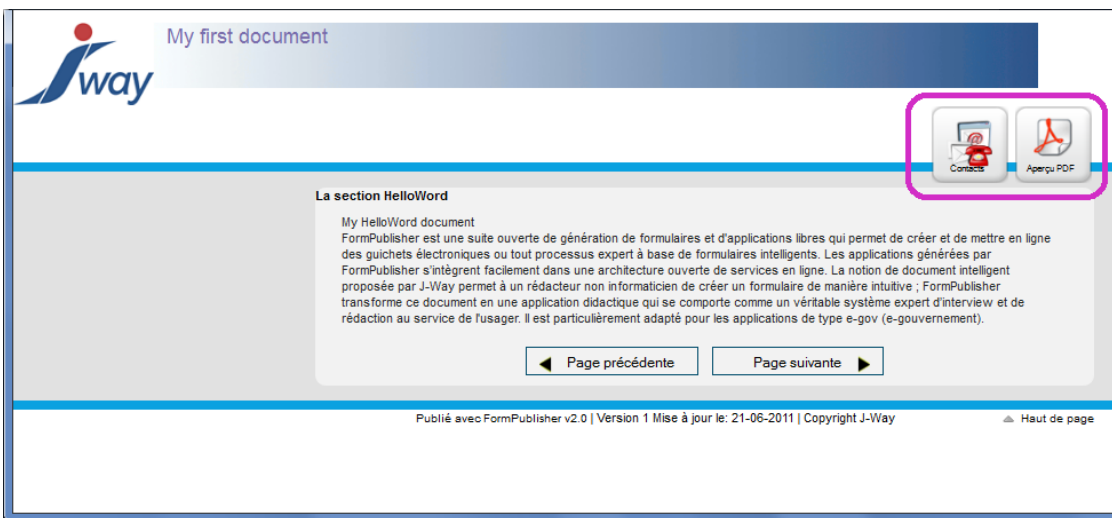 My first document
Jway
Contacts
Aperçu PDF
La section HelloWord
My HelloWord document
FormPublisher est une suite ouverte de génération de formulaires et d'applications libres qui permet de créer et de mettre en ligne
des guichets électroniques ou tout processus expert à base de formulaires intelligents. Les applications générées par
FormPublisher s'intègrent facilement dans une architecture ouverte de services en ligne. La notion de document intelligent
proposée par J-Way permet à un rédacteur non informaticien de créer un formulaire de manière intuitive ; FormPublisher
transforme ce document en une application didactique qui se comporte comme un véritable système expert d'interview et de
rédaction au service de l'usager. Il est particulièrement adapté pour les applications de type e-gov (e-gouvernement).
Page précédente
Page suivante
Publié avec FormPublisher v2.0 | Version 1 Mise à jour le: 21-06-2011 | Copyright J-Way
Haut de page